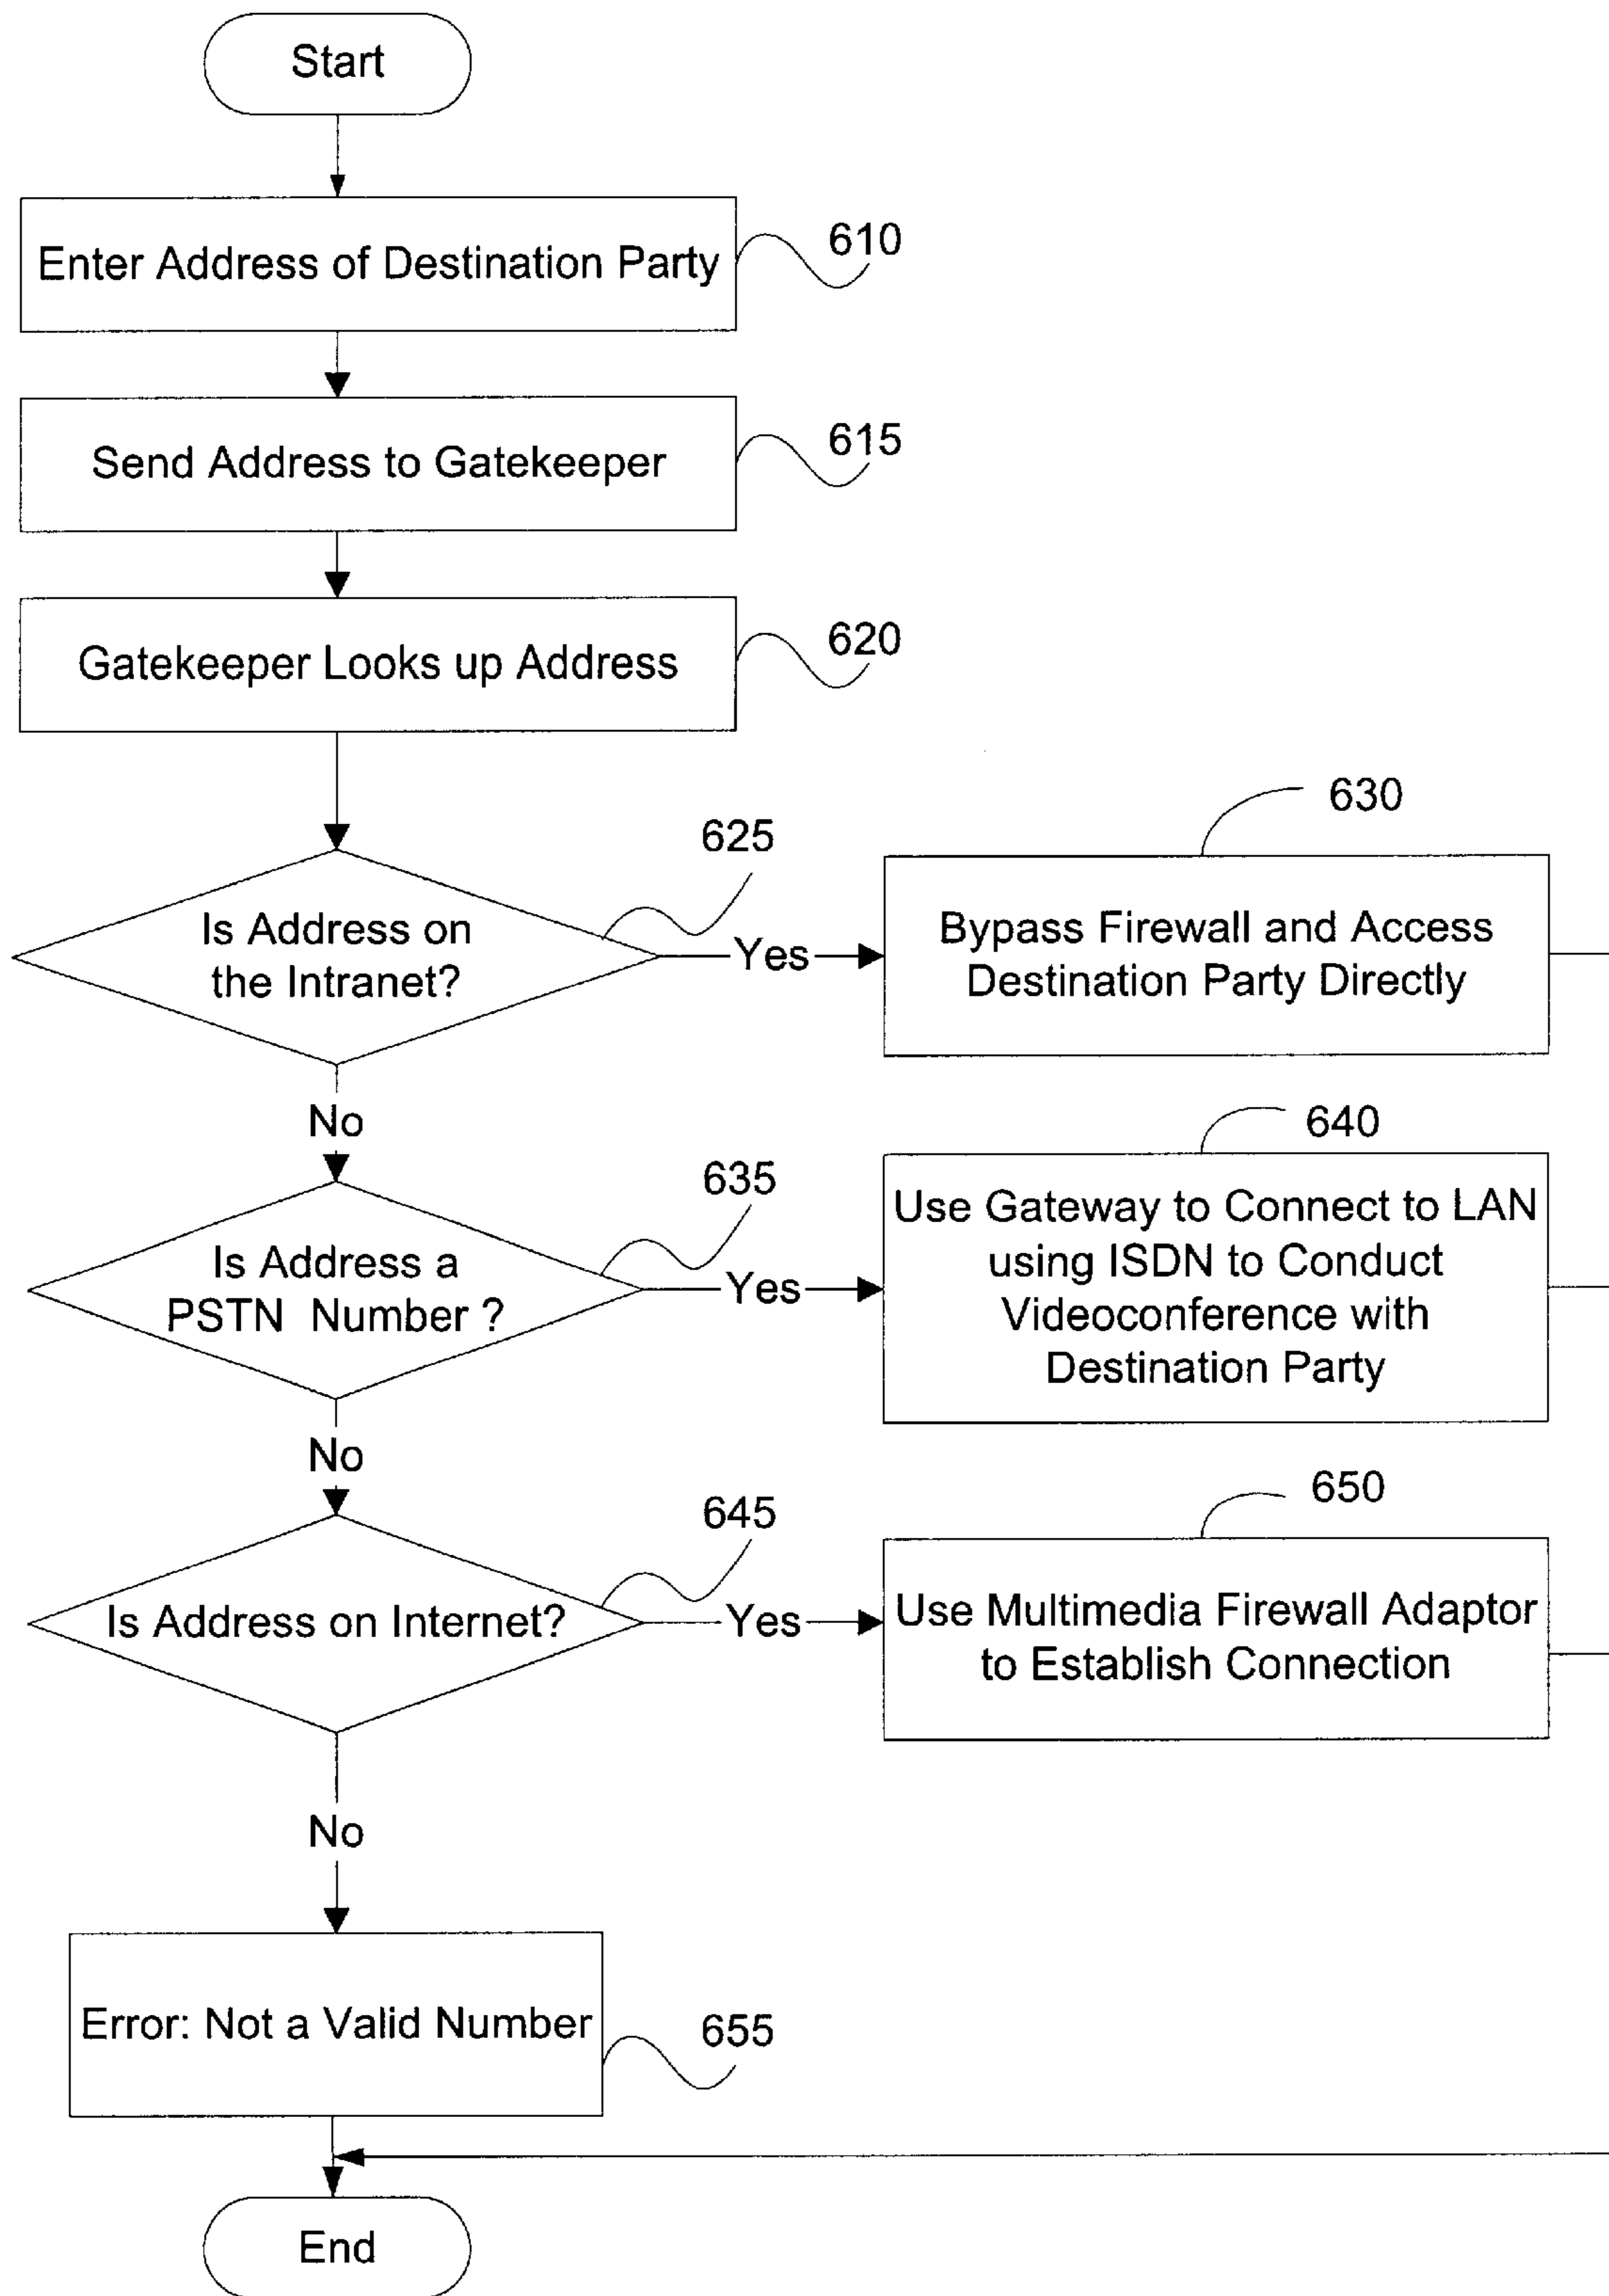 Start
Enter Address of Destination Party
610
Send Address to Gatekeeper
615
Gatekeeper Looks up Address
620
Is Address on
the Intranet?
625
Yes
630
Bypass Firewall and Access
Destination Party Directly
No
Is Address a
PSTN Number ?
635
Yes
640
Use Gateway to Connect to LAN
using ISDN to Conduct
Videoconference with
Destination Party
No
Is Address on Internet?
645
Yes
650
Use Multimedia Firewall Adaptor
to Establish Connection
No
Error: Not a Valid Number
655
End